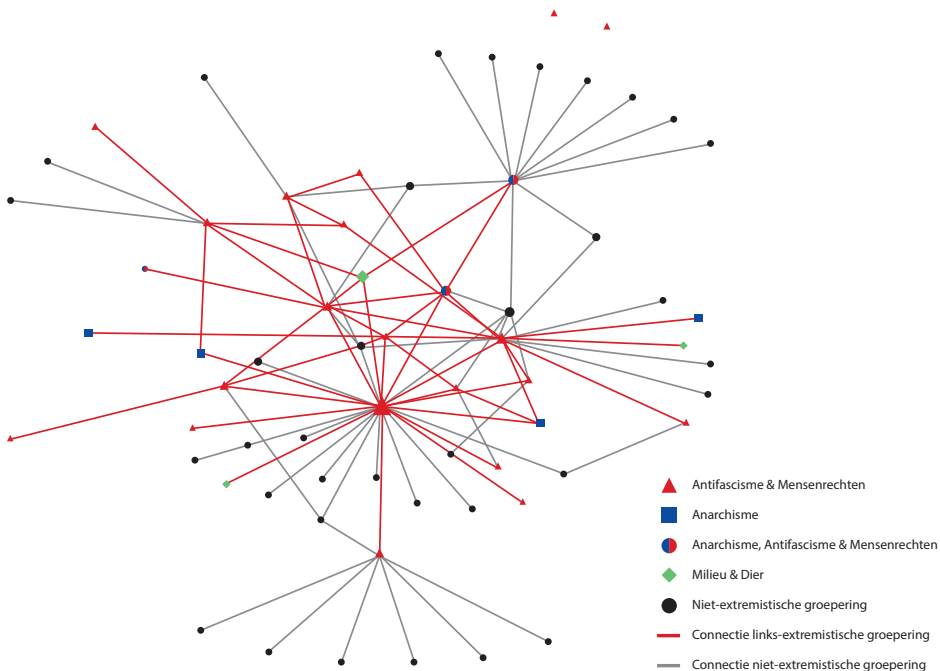 Antifascisme & Mensenrechten
Anarchisme
Anarchisme, Antifascisme & Mensenrechten
Milieu & Dier
Niet-extremistische groepering
Connectie links-extremistische groepering
Connectie niet-extremistische groepering